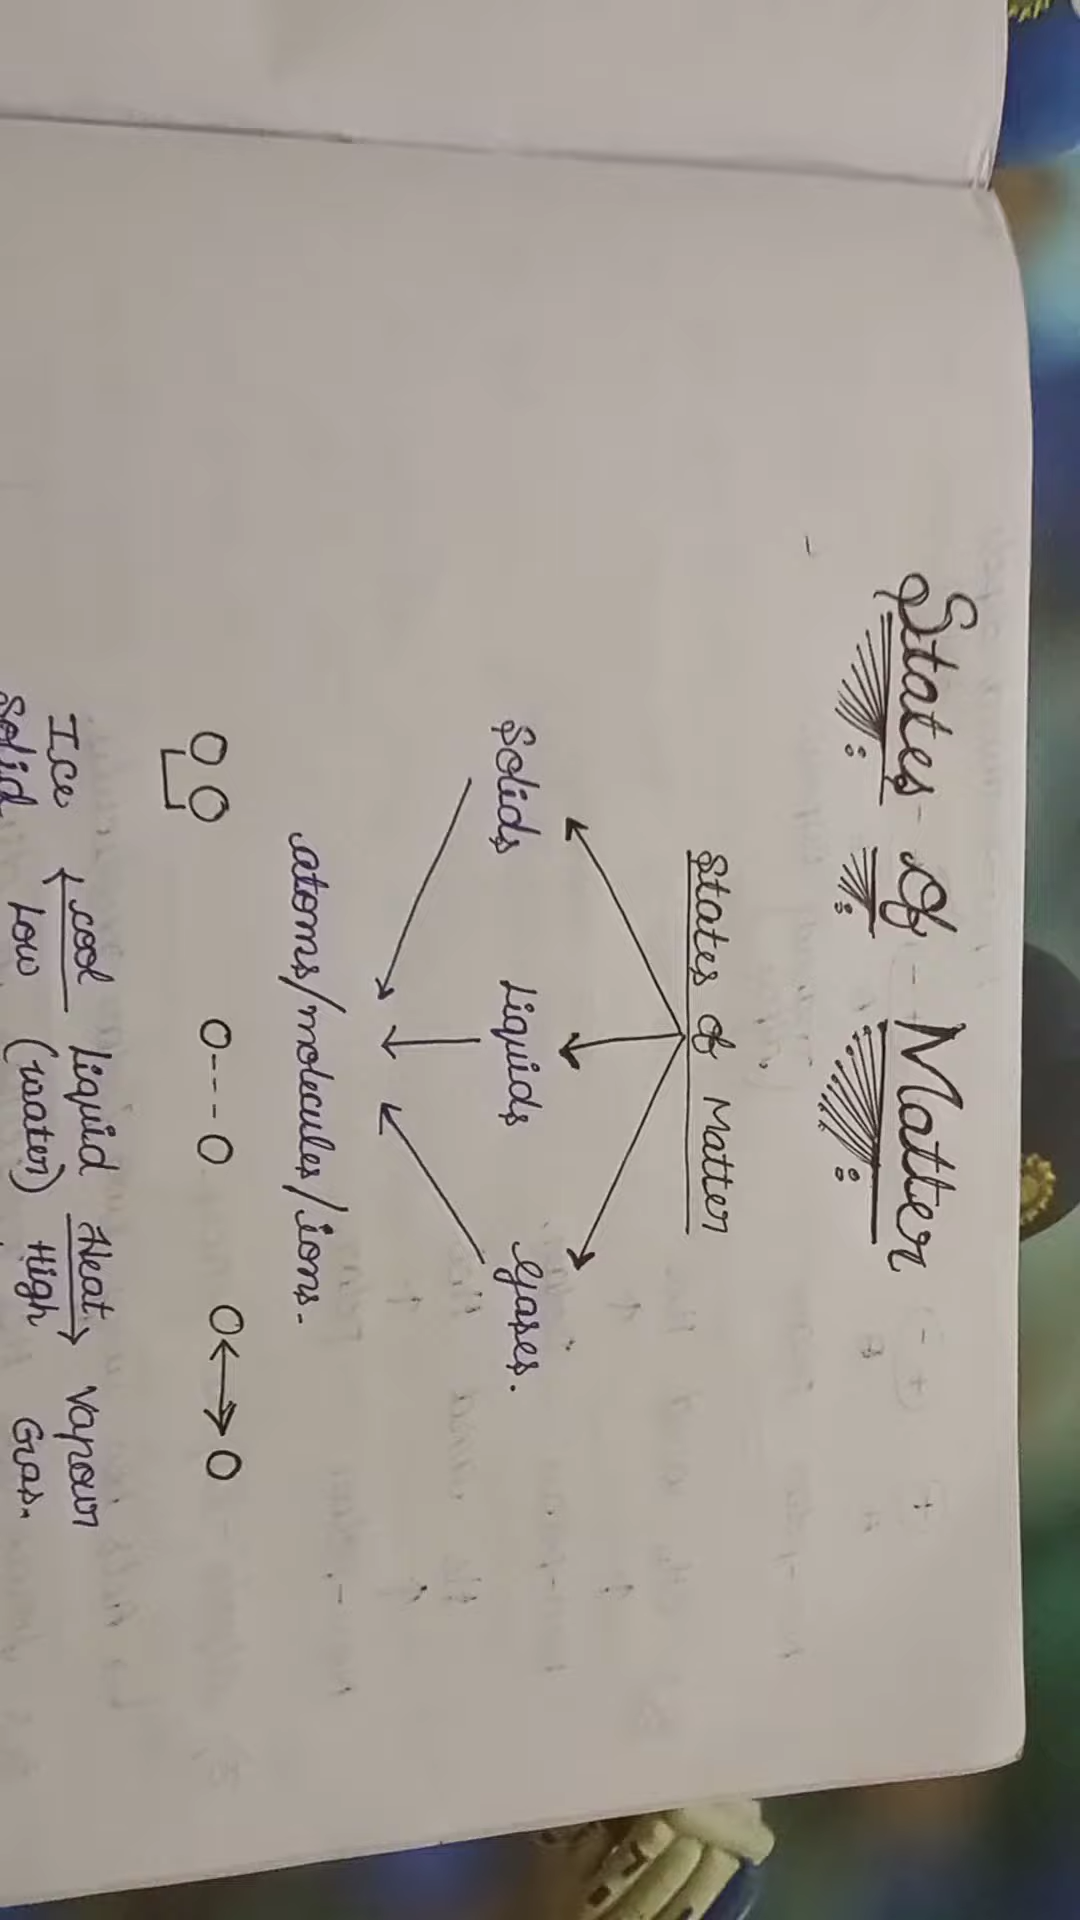 States Of Matter
States of Matter
Solids Liquids Gases.
atoms/molecules/ions.
Ice cool Liquid Heat Vapour
Solid Low (water) High Gas.